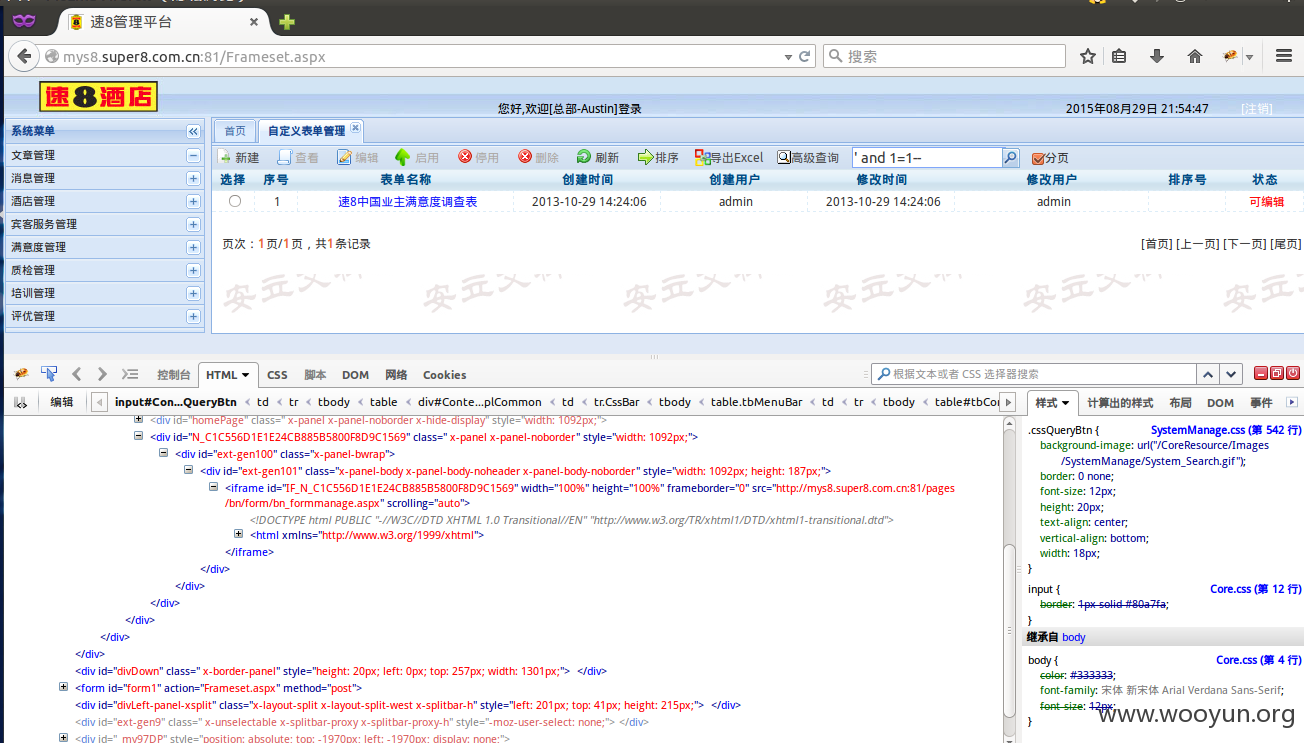 速8管理平台
mys8.super8.com.cn:81/Frameset.aspx
搜索
速8酒店
您好,欢迎[总部-Austin]登录
2015年08月29日 21:54:47
[注销]
系统菜单
文章管理
消息管理
酒店管理
宾客服务管理
满意度管理
质检管理
培训管理
评优管理
首页 自定义表单管理
新建 查看 编辑 启用 停用 删除 刷新 排序 导出Excel 高级查询 ' and 1=1-- 分页
选择 序号 表单名称 创建时间 创建用户 修改时间 修改用户 排序号 状态
1 速8中国业主满意度调查表 2013-10-29 14:24:06 admin 2013-10-29 14:24:06 admin 可编辑
页次：1页/1页，共1条记录
[首页] [上一页] [下一页] [尾页]
控制台 HTML CSS 脚本 DOM 网络 Cookies
根据文本或者 CSS 选择器搜索
编辑 input#Con...QueryBtn < td < tr < tbody < table < div#Conte...plCommon < td < tr.CssBar < tbody < table.tbMenuBar < td < tr < tbody < table#tbCo
样式 计算出的样式 布局 DOM 事件
<div id="homePage" class=" x-panel x-panel-noborder x-hide-display" style="width: 1092px;">
<div id="N_C1C556D1E1E24CB885B5800F8D9C1569" class=" x-panel x-panel-noborder" style="width: 1092px;">
<div id="ext-gen100" class="x-panel-bwrap">
<div id="ext-gen101" class="x-panel-body x-panel-body-noheader x-panel-body-noborder" style="width: 1092px; height: 187px;">
<iframe id="IF_N_C1C556D1E1E24CB885B5800F8D9C1569" width="100%" height="100%" frameborder="0" src="http://mys8.super8.com.cn:81/pages
/bn/form/bn_formmanage.aspx" scrolling="auto">
<!DOCTYPE html PUBLIC "-//W3C//DTD XHTML 1.0 Transitional//EN" "http://www.w3.org/TR/xhtml1/DTD/xhtml1-transitional.dtd">
<html xmlns="http://www.w3.org/1999/xhtml">
</iframe>
</div>
</div>
</div>
</div>
</div>
</div>
<div id="divDown" class=" x-border-panel" style="height: 20px; left: 0px; top: 257px; width: 1301px;"> </div>
<form id="form1" action="Frameset.aspx" method="post">
<div id="divLeft-panel-xsplit" class="x-layout-split x-layout-split-west x-splitbar-h" style="left: 201px; top: 41px; height: 215px;"> </div>
<div id="ext-gen9" class=" x-unselectable x-splitbar-proxy x-splitbar-proxy-h" style="-moz-user-select: none;"> </div>
<div id="_my97DP" style="position: absolute; top: -1970px; left: -1970px; display: none;">
.cssQueryBtn { SystemManage.css (第 542 行)
background-image: url("/CoreResource/Images
/SystemManage/System_Search.gif");
border: 0 none;
font-size: 12px;
height: 20px;
text-align: center;
vertical-align: bottom;
width: 18px;
}
input { Core.css (第 12 行)
border: 1px solid #80a7fa;
}
继承自 body
body { Core.css (第 4 行)
color: #333333;
font-family: 宋体 新宋体 Arial Verdana Sans-Serif;
font-size: 12px;
}
www.wooyun.org